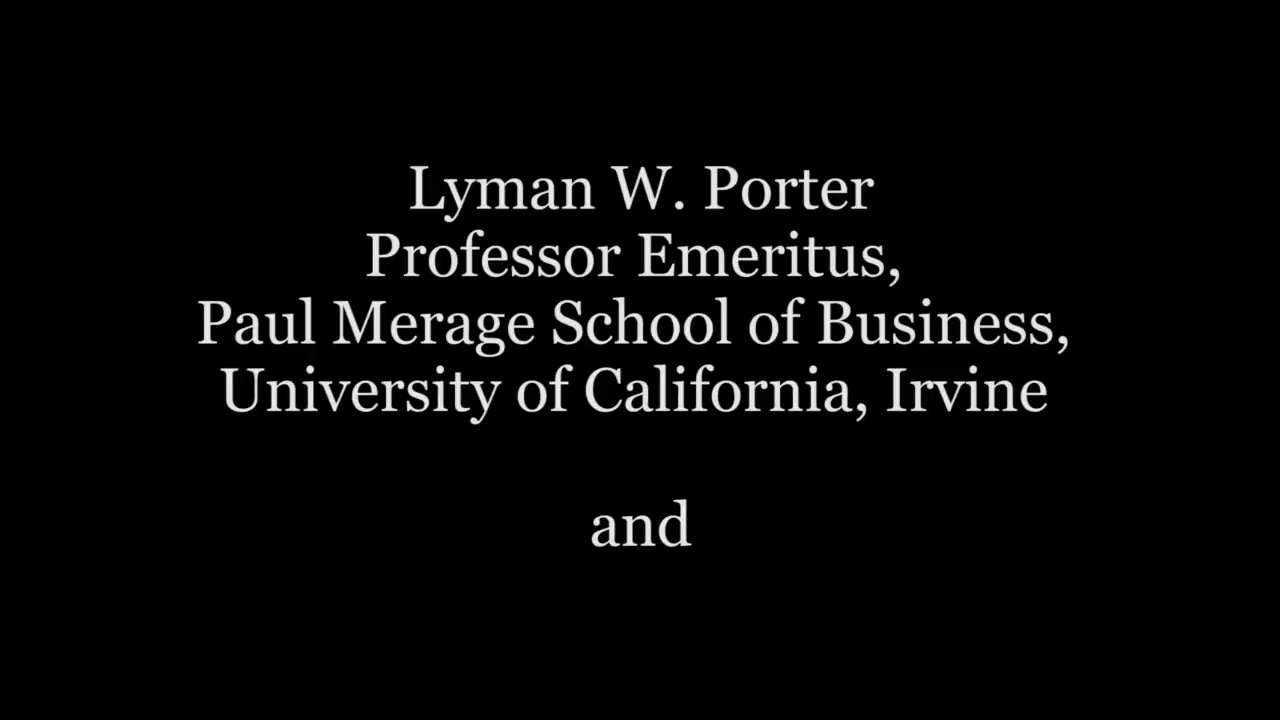 Lyman W. Porter
Professor Emeritus,
Paul Merage School of Business,
University of California, Irvine
and